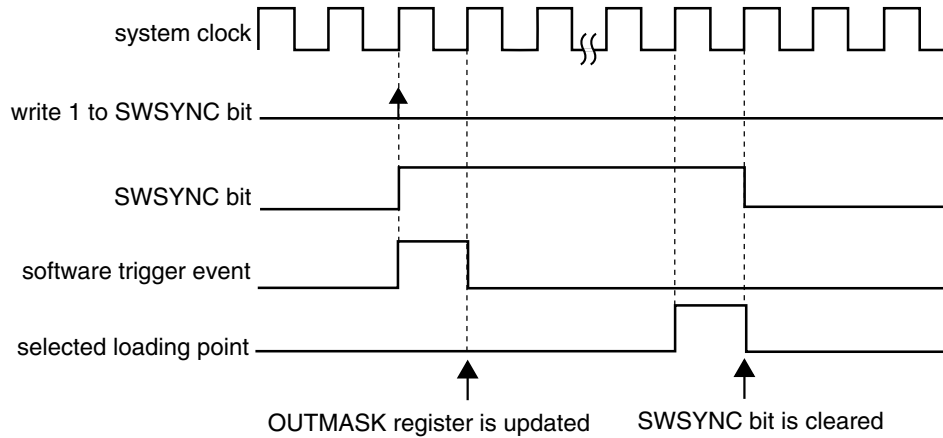 system clock
write 1 to SWSYNC bit
SWSYNC bit
software trigger event
selected loading point
OUTMASK register is updated
SWSYNC bit is cleared